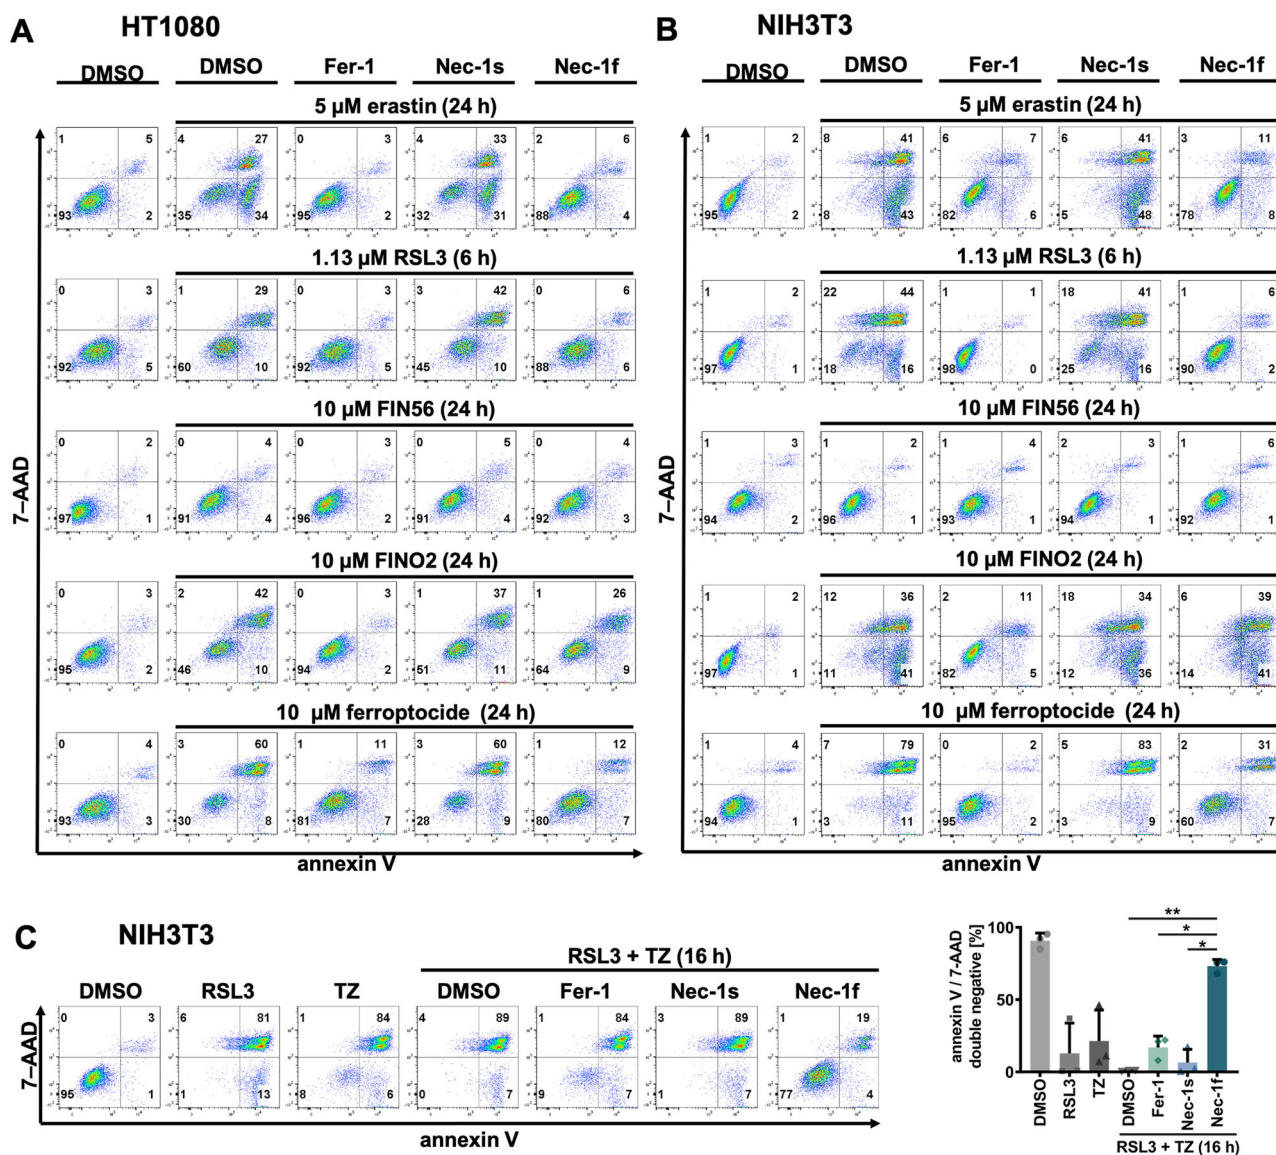 A HT1080
DMSO DMSO Fer-1 Nec-1s Nec-1f
5 µM erastin (24 h)
1 5 4 27 0 3 4 33 2 6
93 2 35 34 95 2 32 31 88 4
1.13 µM RSL3 (6 h)
0 3 1 29 0 3 3 42 0 6
92 5 60 10 92 5 45 10 88 6
10 µM FIN56 (24 h)
0 2 0 4 0 3 0 5 0 4
97 1 91 4 96 2 91 4 92 3
10 µM FINO2 (24 h)
0 3 2 42 0 3 1 37 1 26
95 2 46 10 94 2 51 11 64 9
10 µM ferroptocide (24 h)
0 4 3 60 1 11 3 60 1 12
93 3 30 8 81 7 28 9 80 7
7–AAD
annexin V
B NIH3T3
DMSO DMSO Fer-1 Nec-1s Nec-1f
5 µM erastin (24 h)
1 2 8 41 6 7 6 41 3 11
95 2 8 43 82 6 5 48 78 8
1.13 µM RSL3 (6 h)
1 2 22 44 1 1 18 41 1 6
97 1 18 16 98 0 25 16 90 2
10 µM FIN56 (24 h)
1 3 1 2 1 4 2 3 1 6
94 2 96 1 93 1 94 1 92 1
10 µM FINO2 (24 h)
1 2 12 36 2 11 18 34 6 39
97 1 11 41 82 5 12 36 14 41
10 µM ferroptocide (24 h)
1 4 7 79 0 2 5 83 2 31
94 1 3 11 95 2 3 9 60 7
7–AAD
annexin V
C NIH3T3
RSL3 + TZ (16 h)
DMSO RSL3 TZ DMSO Fer-1 Nec-1s Nec-1f
0 3 6 81 1 84 4 89 1 84 3 89 1 19
95 1 1 13 8 6 0 7 9 7 1 7 77 4
7–AAD
annexin V
annexin V / 7-AAD
double negative [%]
100
50
0
**
*
*
DMSO RSL3 TZ DMSO Fer-1 Nec-1s Nec-1f
RSL3 + TZ (16 h)